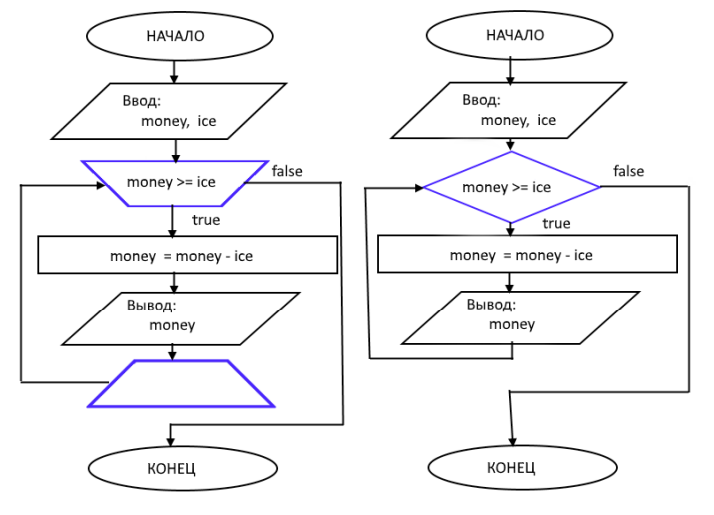 НАЧАЛО
Ввод:
money, ice
money >= ice
false
true
money = money - ice
Вывод:
money
КОНЕЦ
НАЧАЛО
Ввод:
money, ice
money >= ice
false
true
money = money - ice
Вывод:
money
КОНЕЦ